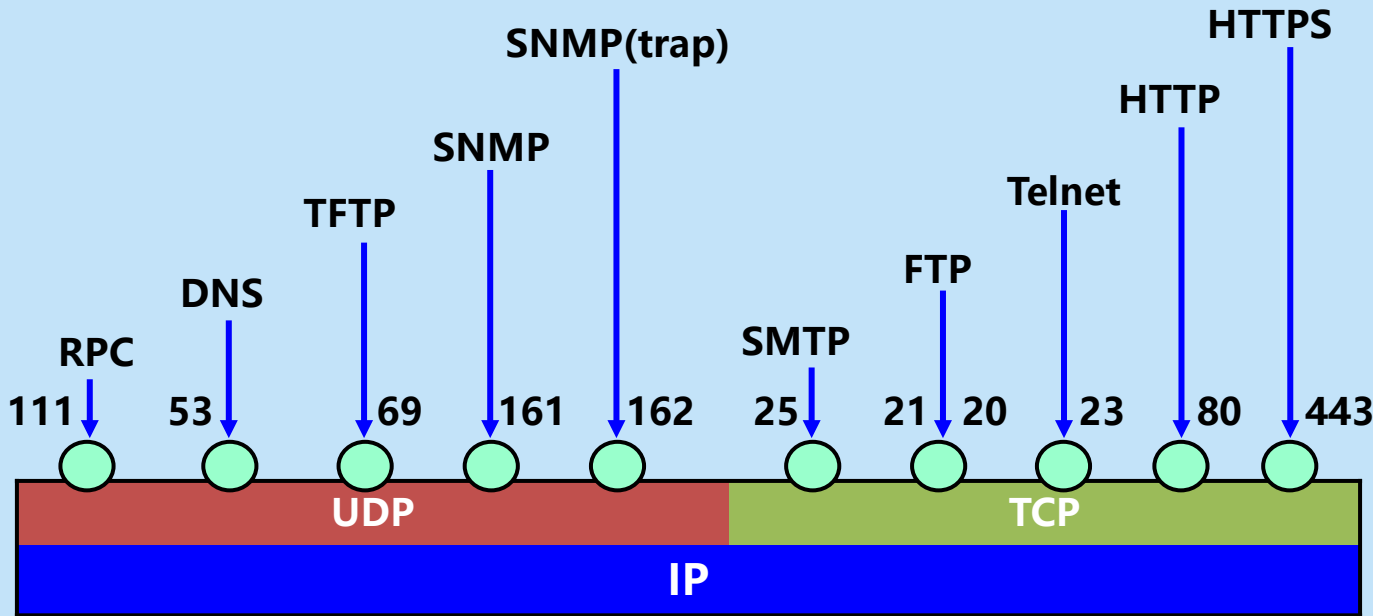 HTTPS
SNMP(trap)
HTTP
SNMP
Telnet
TFTP
FTP
DNS
SMTP
RPC
111 53 69 161 162 25 21 20 23 80 443
UDP TCP
IP